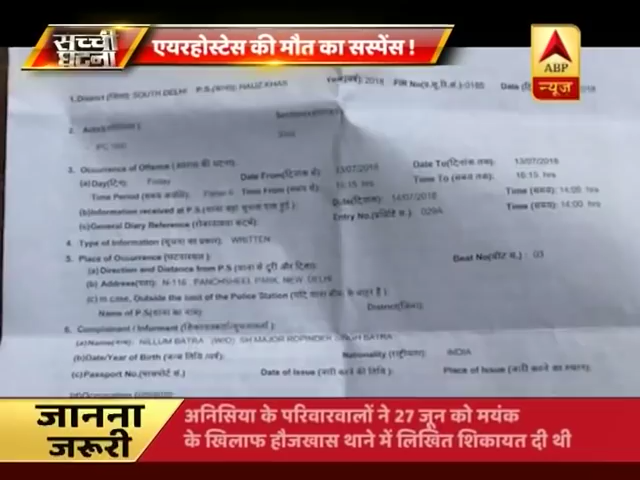 सच्ची घटना
एयरहोस्टेस की मौत का सस्पेंस !
abp
न्यूज़
1. District (जिला): SOUTH DELHI P.S.(थाना): HAUZ KHAS 2018 FIR No(प्र.सू.रि.सं.) Date
2.
3. Occurrence of Offence (अपराध की घटना):
(a)Day(दिन): Friday Date From(दिनांक से): 13/07/2018 Date To(दिनांक तक): 13/07/2018
Time Period (समय अवधि): Time From (समय से): 16:15 hrs Time To (समय तक): 16:15 hrs
(b)Information received at P.S.(थाना जहां सूचना प्राप्त हुई): Date(दिनांक): 14/07/2018 Time (समय): 14:00 hrs
(c)General Diary Reference (रोजनामचा संदर्भ): Entry No.(प्रविष्टि सं.): 029A Time (समय): 14:00 hrs
4. Type of Information (सूचना का प्रकार): WRITTEN
5. Place of Occurrence (घटनास्थल):
(a) Direction and Distance from P.S (थाना से दूरी और दिशा): Beat No(बीट सं.): 03
(b) Address(पता): N-116, PANCHSHEEL PARK, NEW DELHI
(c) In case, Outside the limit of the Police Station
Name of P.S(थाना का नाम): District(जिला):
6. Complainant / Informant (शिकायतकर्ता/सूचनाकर्ता):
(a)Name(नाम): NILLUM BATRA (W/O) SH MAJOR ROPINDER SINGH BATRA
(b)Date/Year of Birth (जन्म तिथि /वर्ष): Nationality (राष्ट्रीयता): INDIA
(c)Passport No.(पासपोर्ट सं.): Date of Issue (जारी करने की तिथि): Place of Issue (जारी करने का स्थान):
जानना ज़रूरी
अनिसिया के परिवारवालों ने 27 जून को मयंक
के खिलाफ हौजखास थाने में लिखित शिकायत दी थी